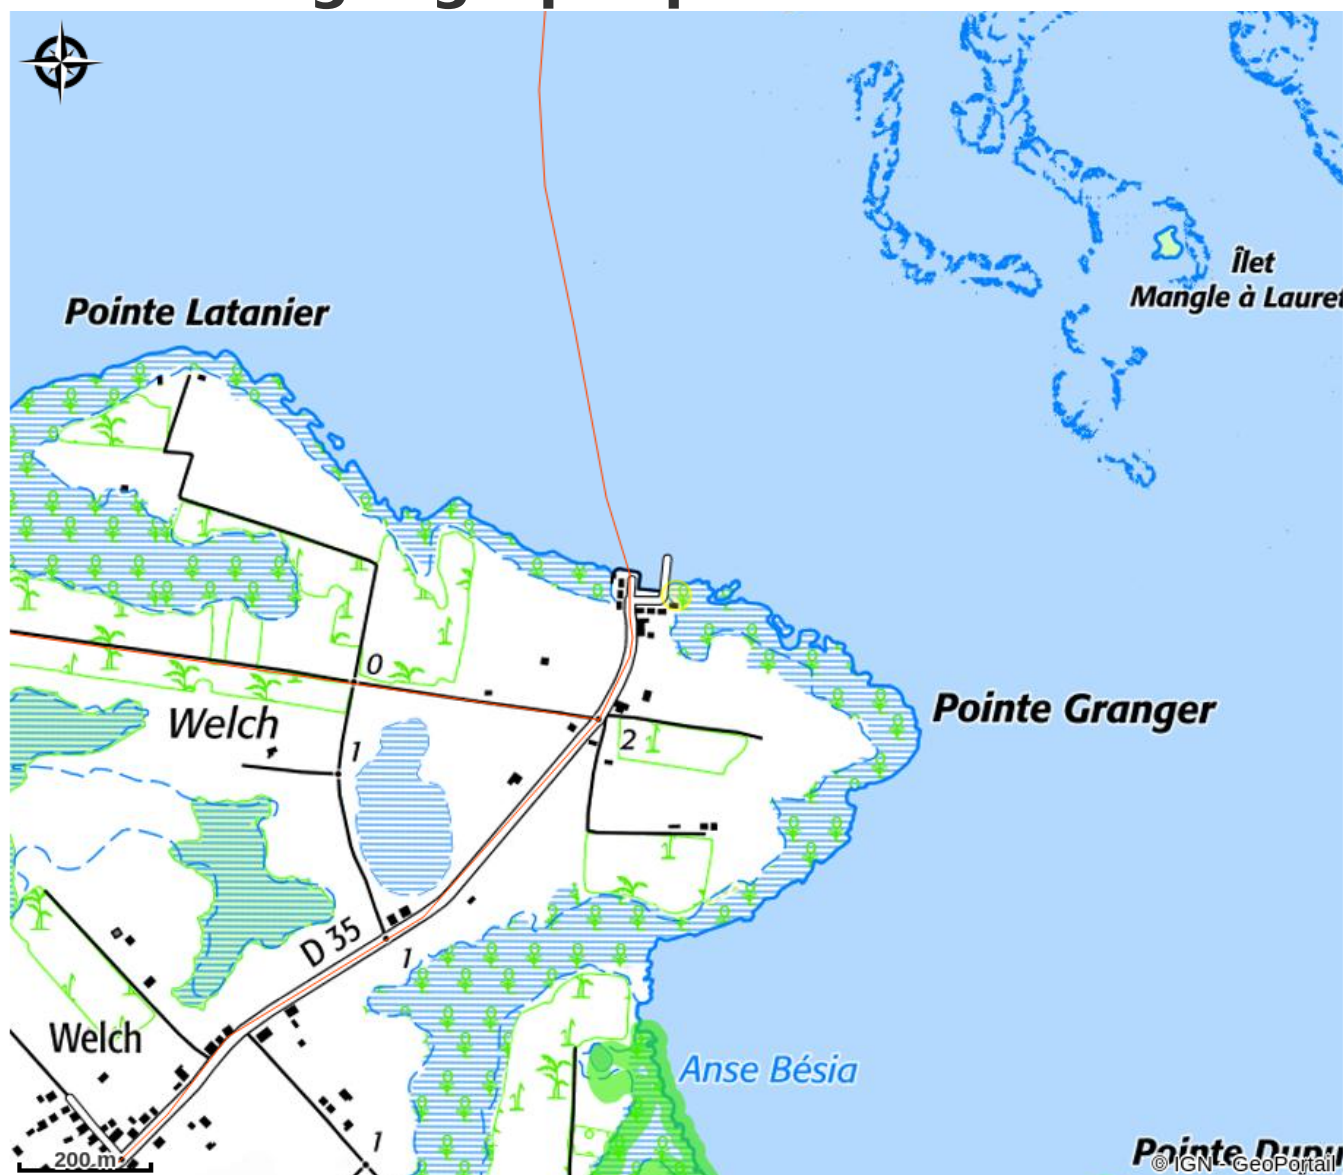 Îlet
Mangle à Lauret
Pointe Latanier
0
Welch
Pointe Granger
2
1
D 35
1
Welch
Anse Bésia
1
200 m
© IGN - GeoPortail